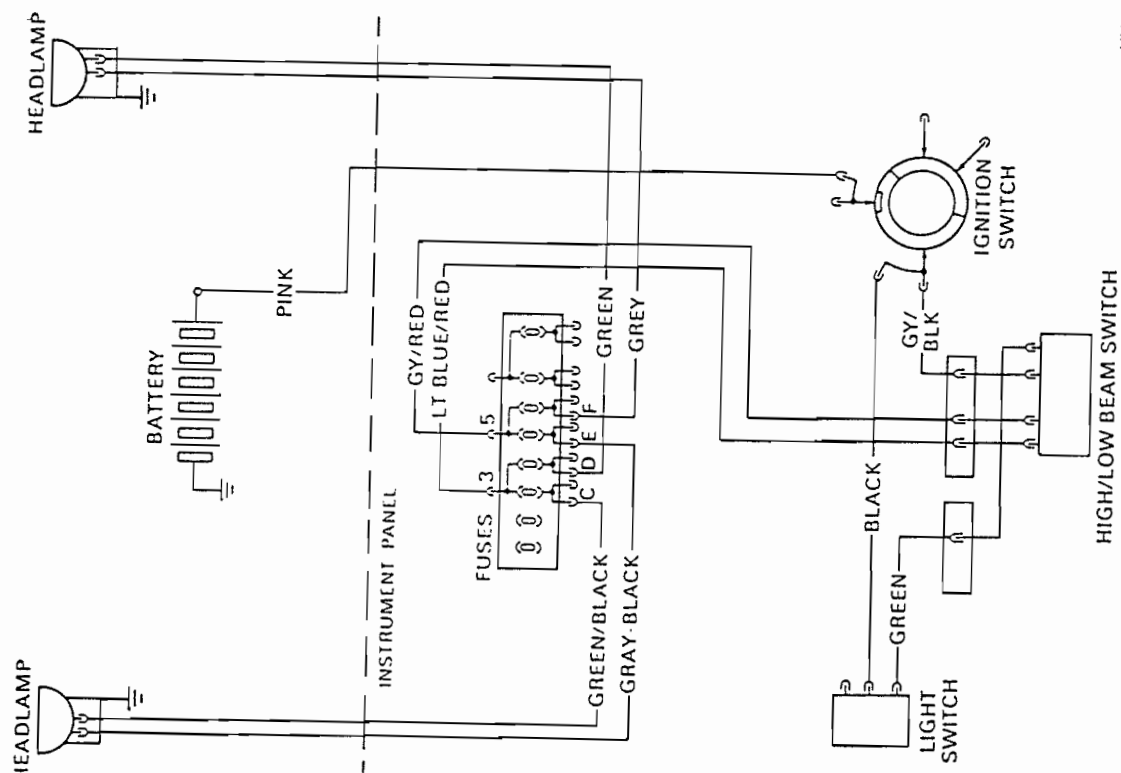 HEADLAMP
BATTERY
PINK
INSTRUMENT PANEL
GY/RED
LT BLUE/RED
FUSES
3
5
C
D
E
F
GREEN
GREY
GREEN/BLACK
GRAY-BLACK
HEADLAMP
IGNITION
SWITCH
GY/
BLK
BLACK
GREEN
LIGHT
SWITCH
HIGH/LOW BEAM SWITCH